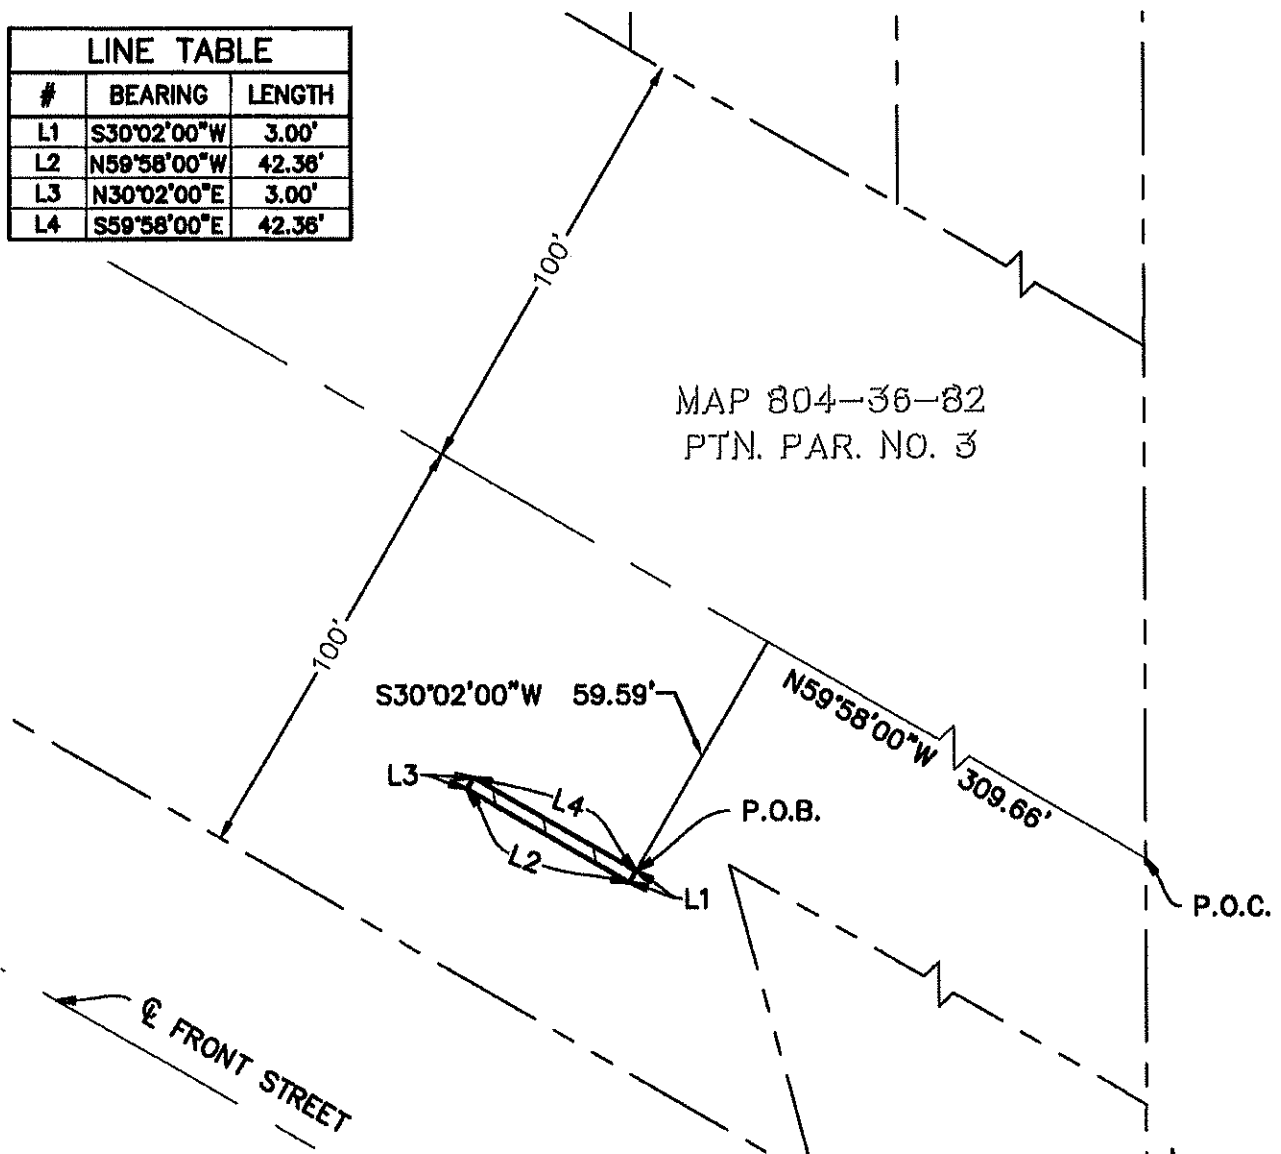 LINE TABLE
# BEARING LENGTH
L1 S30°02'00"W 3.00'
L2 N59°58'00"W 42.36'
L3 N30°02'00"E 3.00'
L4 S59°58'00"E 42.36'
100'
MAP 804-36-82
PTN. PAR. NO. 3
100'
S30°02'00"W 59.59'
N59°58'00"W 309.66'
L3
L4
P.O.B.
L2
L1
P.O.C.
℄ FRONT STREET